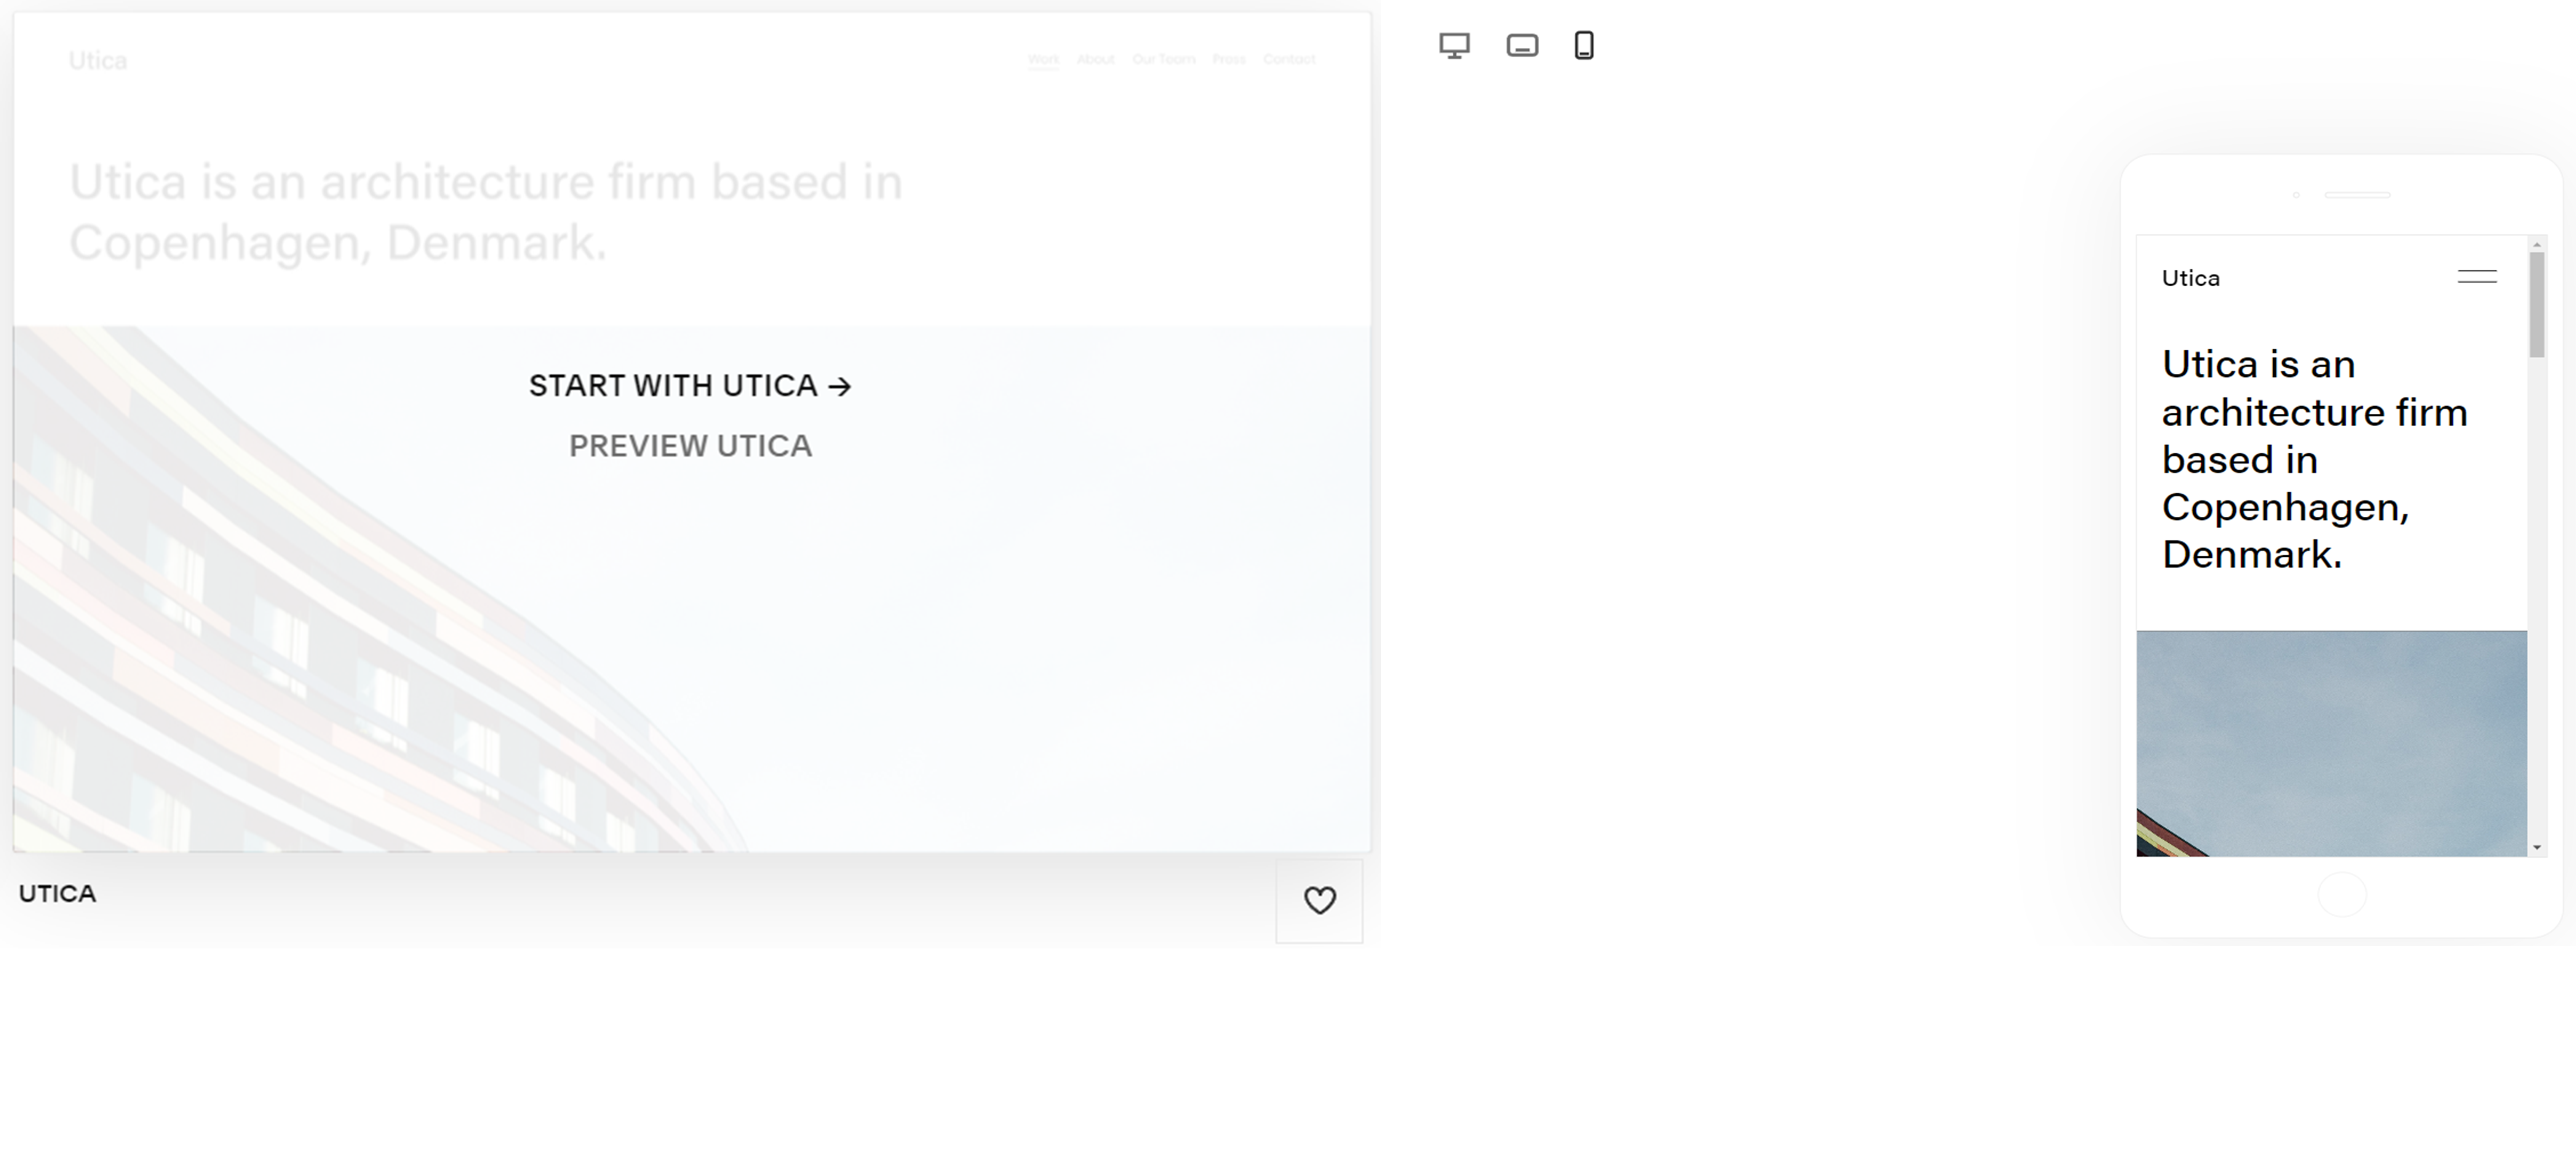 Utica
Work About Our Team Press Contact
Utica is an architecture firm based in
Copenhagen, Denmark.
START WITH UTICA →
PREVIEW UTICA
UTICA
Utica
Utica is an
architecture firm
based in
Copenhagen,
Denmark.